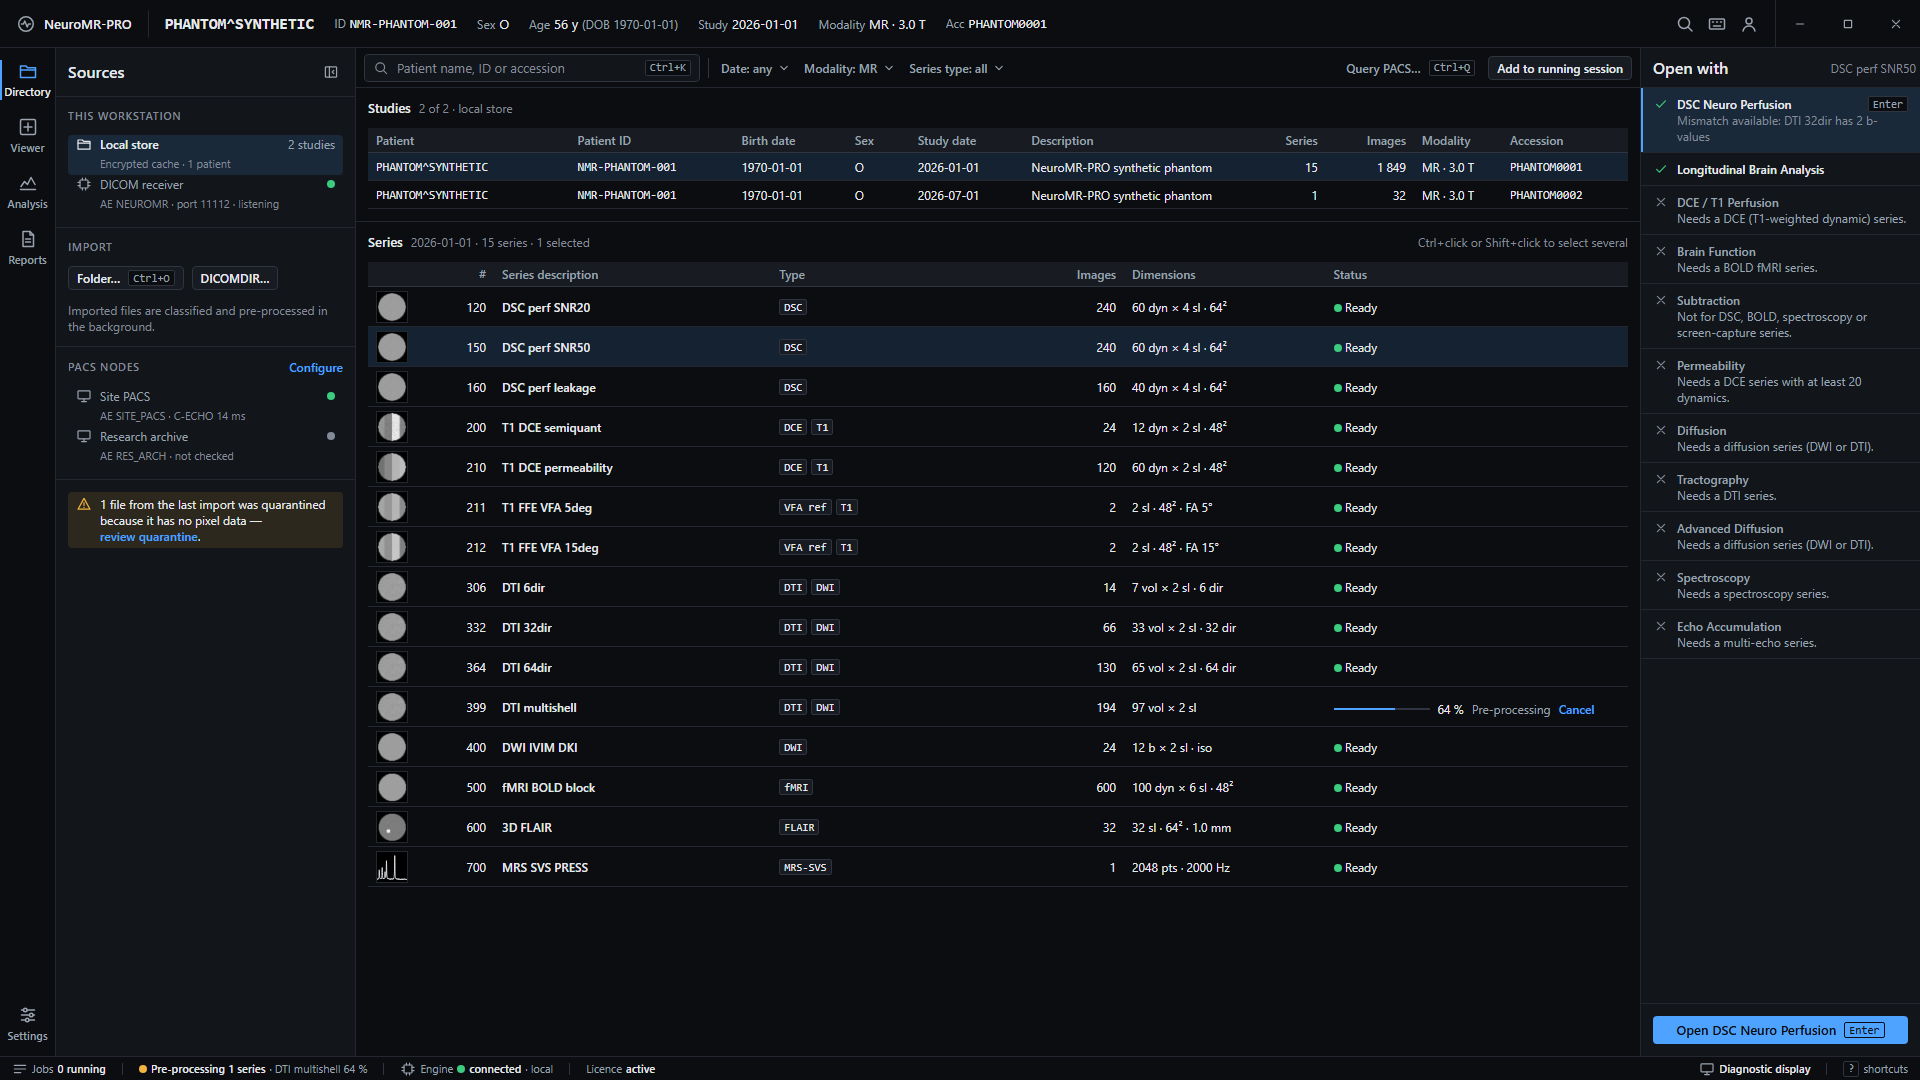 NeuroMR-PRO
PHANTOM^SYNTHETIC ID NMR-PHANTOM-001 Sex O Age 56 y (DOB 1970-01-01) Study 2026-01-01 Modality MR · 3.0 T Acc PHANTOM0001
Directory
Viewer
Analysis
Reports
Settings
Sources
THIS WORKSTATION
Local store 2 studies
Encrypted cache · 1 patient
DICOM receiver
AE NEUROMR · port 11112 · listening
IMPORT
Folder... Ctrl+O DICOMDIR...
Imported files are classified and pre-processed in
the background.
PACS NODES Configure
Site PACS
AE SITE_PACS · C-ECHO 14 ms
Research archive
AE RES_ARCH · not checked
1 file from the last import was quarantined
because it has no pixel data —
review quarantine.
Patient name, ID or accession Ctrl+K Date: any Modality: MR Series type: all Query PACS... Ctrl+Q Add to running session
Studies 2 of 2 · local store
Patient Patient ID Birth date Sex Study date Description Series Images Modality Accession
PHANTOM^SYNTHETIC NMR-PHANTOM-001 1970-01-01 O 2026-01-01 NeuroMR-PRO synthetic phantom 15 1 849 MR · 3.0 T PHANTOM0001
PHANTOM^SYNTHETIC NMR-PHANTOM-001 1970-01-01 O 2026-07-01 NeuroMR-PRO synthetic phantom 1 32 MR · 3.0 T PHANTOM0002
Series 2026-01-01 · 15 series · 1 selected Ctrl+click or Shift+click to select several
# Series description Type Images Dimensions Status
120 DSC perf SNR20 DSC 240 60 dyn × 4 sl · 64² Ready
150 DSC perf SNR50 DSC 240 60 dyn × 4 sl · 64² Ready
160 DSC perf leakage DSC 160 40 dyn × 4 sl · 64² Ready
200 T1 DCE semiquant DCE T1 24 12 dyn × 2 sl · 48² Ready
210 T1 DCE permeability DCE T1 120 60 dyn × 2 sl · 48² Ready
211 T1 FFE VFA 5deg VFA ref T1 2 2 sl · 48² · FA 5° Ready
212 T1 FFE VFA 15deg VFA ref T1 2 2 sl · 48² · FA 15° Ready
306 DTI 6dir DTI DWI 14 7 vol × 2 sl · 6 dir Ready
332 DTI 32dir DTI DWI 66 33 vol × 2 sl · 32 dir Ready
364 DTI 64dir DTI DWI 130 65 vol × 2 sl · 64 dir Ready
399 DTI multishell DTI DWI 194 97 vol × 2 sl 64 % Pre-processing Cancel
400 DWI IVIM DKI DWI 24 12 b × 2 sl · iso Ready
500 fMRI BOLD block fMRI 600 100 dyn × 6 sl · 48² Ready
600 3D FLAIR FLAIR 32 32 sl · 64² · 1.0 mm Ready
700 MRS SVS PRESS MRS-SVS 1 2048 pts · 2000 Hz Ready
Open with DSC perf SNR50
DSC Neuro Perfusion Enter
Mismatch available: DTI 32dir has 2 b-
values
Longitudinal Brain Analysis
DCE / T1 Perfusion
Needs a DCE (T1-weighted dynamic) series.
Brain Function
Needs a BOLD fMRI series.
Subtraction
Not for DSC, BOLD, spectroscopy or
screen-capture series.
Permeability
Needs a DCE series with at least 20
dynamics.
Diffusion
Needs a diffusion series (DWI or DTI).
Tractography
Needs a DTI series.
Advanced Diffusion
Needs a diffusion series (DWI or DTI).
Spectroscopy
Needs a spectroscopy series.
Echo Accumulation
Needs a multi-echo series.
Open DSC Neuro Perfusion Enter
Jobs 0 running Pre-processing 1 series · DTI multishell 64 % Engine connected · local Licence active Diagnostic display ? shortcuts